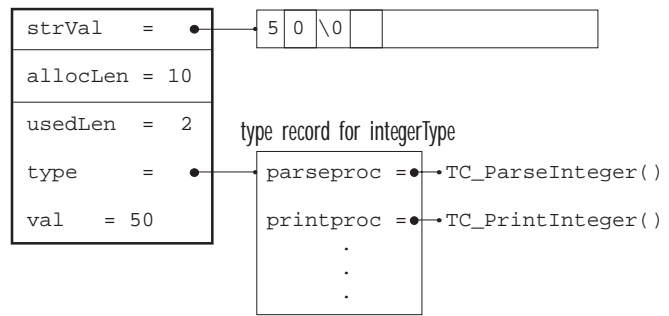 strVal = 5 0 \0
allocLen = 10
usedLen = 2
type record for integerType
type = parseproc = TC_ParseInteger()
val = 50 printproc = TC_PrintInteger()
.
.
.